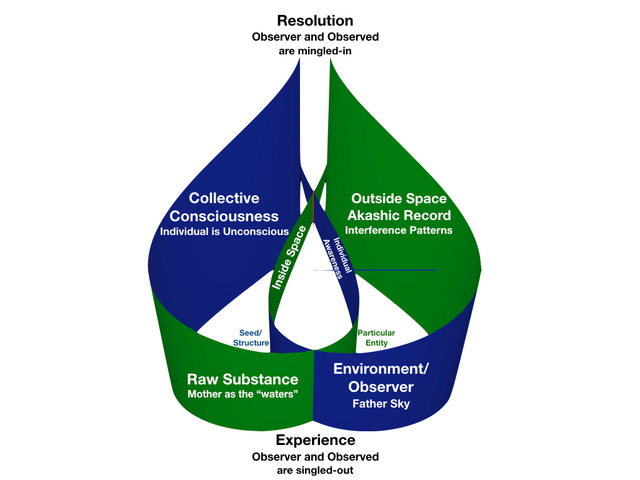 Resolution
Observer and Observed
are mingled-in
Collective
Consciousness
Individual is Unconscious
Outside Space
Akashic Record
Interference Patterns
Inside Space
Individual
Awareness
Seed/
Structure
Particular
Entity
Raw Substance
Mother as the “waters”
Environment/
Observer
Father Sky
Experience
Observer and Observed
are singled-out